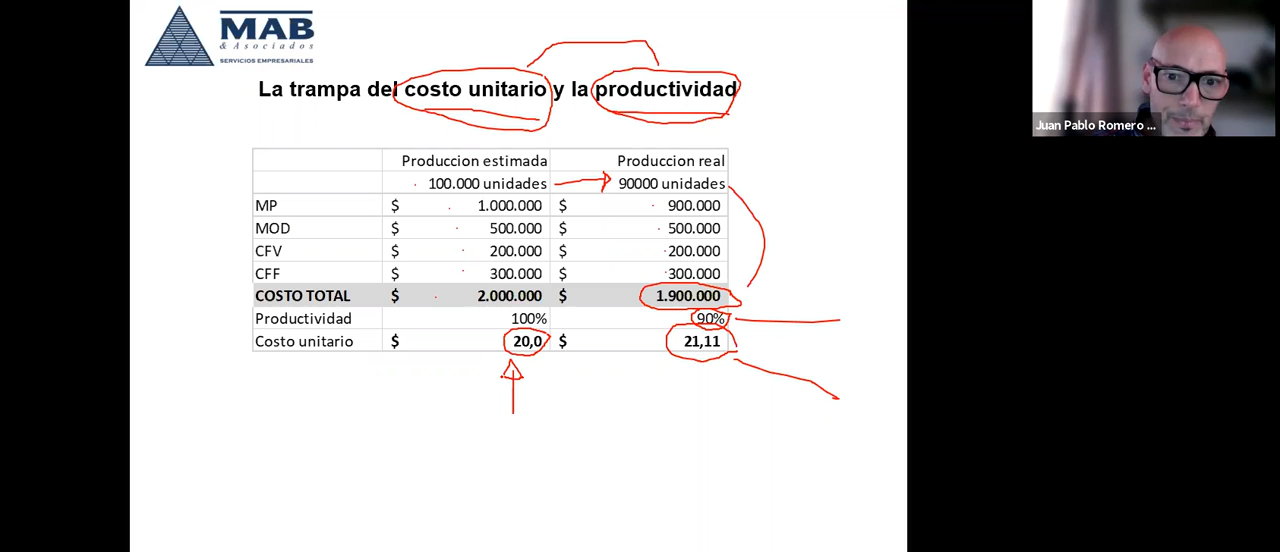 MAB
& Asociados
SERVICIOS EMPRESARIALES
La trampa del costo unitario y la productividad
Produccion estimada Produccion real
100.000 unidades 90000 unidades
MP $ 1.000.000 $ 900.000
MOD $ 500.000 $ 500.000
CFV $ 200.000 $ 200.000
CFF $ 300.000 $ 300.000
COSTO TOTAL $ 2.000.000 $ 1.900.000
Productividad 100% 90%
Costo unitario $ 20,0 $ 21,11
Juan Pablo Romero ...